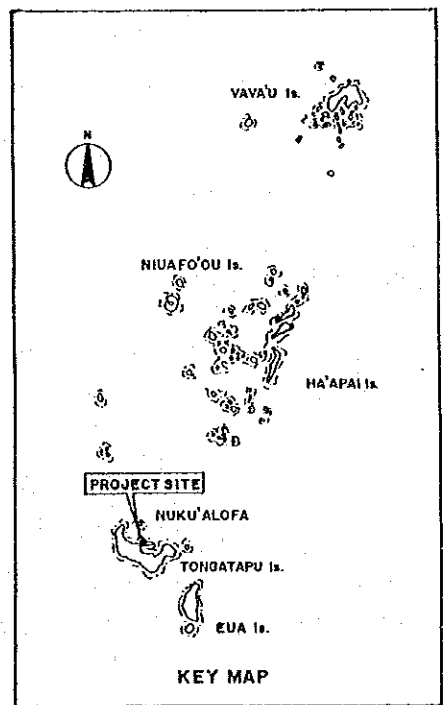 VAVA'U Is.
N
NIUAFO'OU Is.
HA'APAI Is.
PROJECT SITE
NUKU'ALOFA
TONGATAPU Is.
EUA Is.
KEY MAP